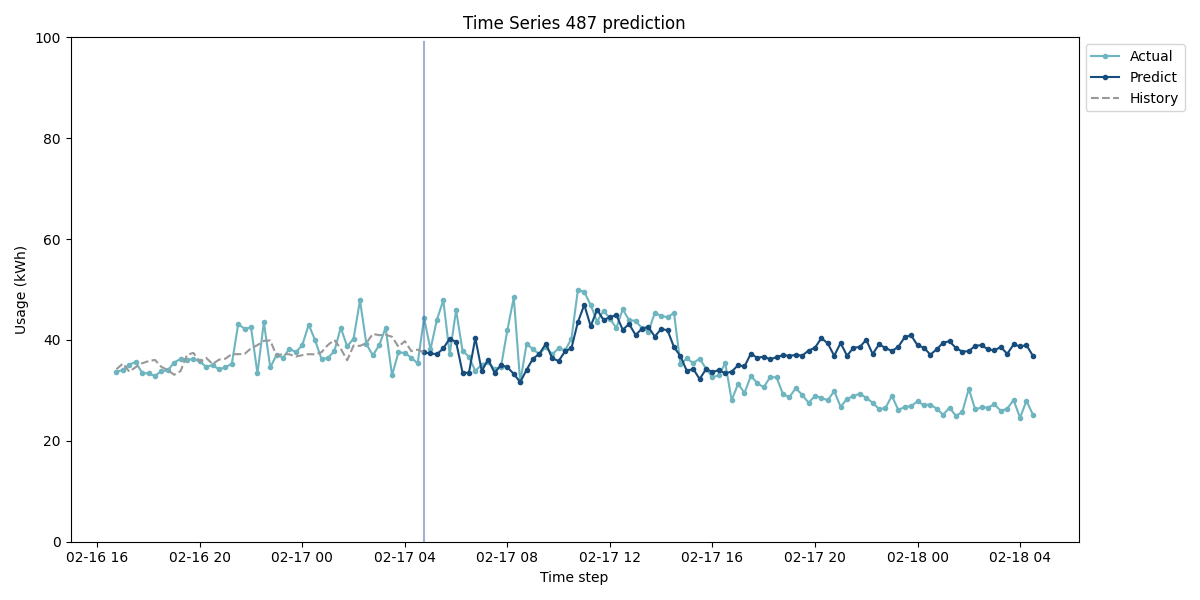 Time Series 487 prediction
100
80
60
40
20
0
Usage (kWh)
02-16 16
02-16 20
02-17 00
02-17 04
02-17 08
02-17 12
02-17 16
02-17 20
02-18 00
02-18 04
Time step
Actual
Predict
History